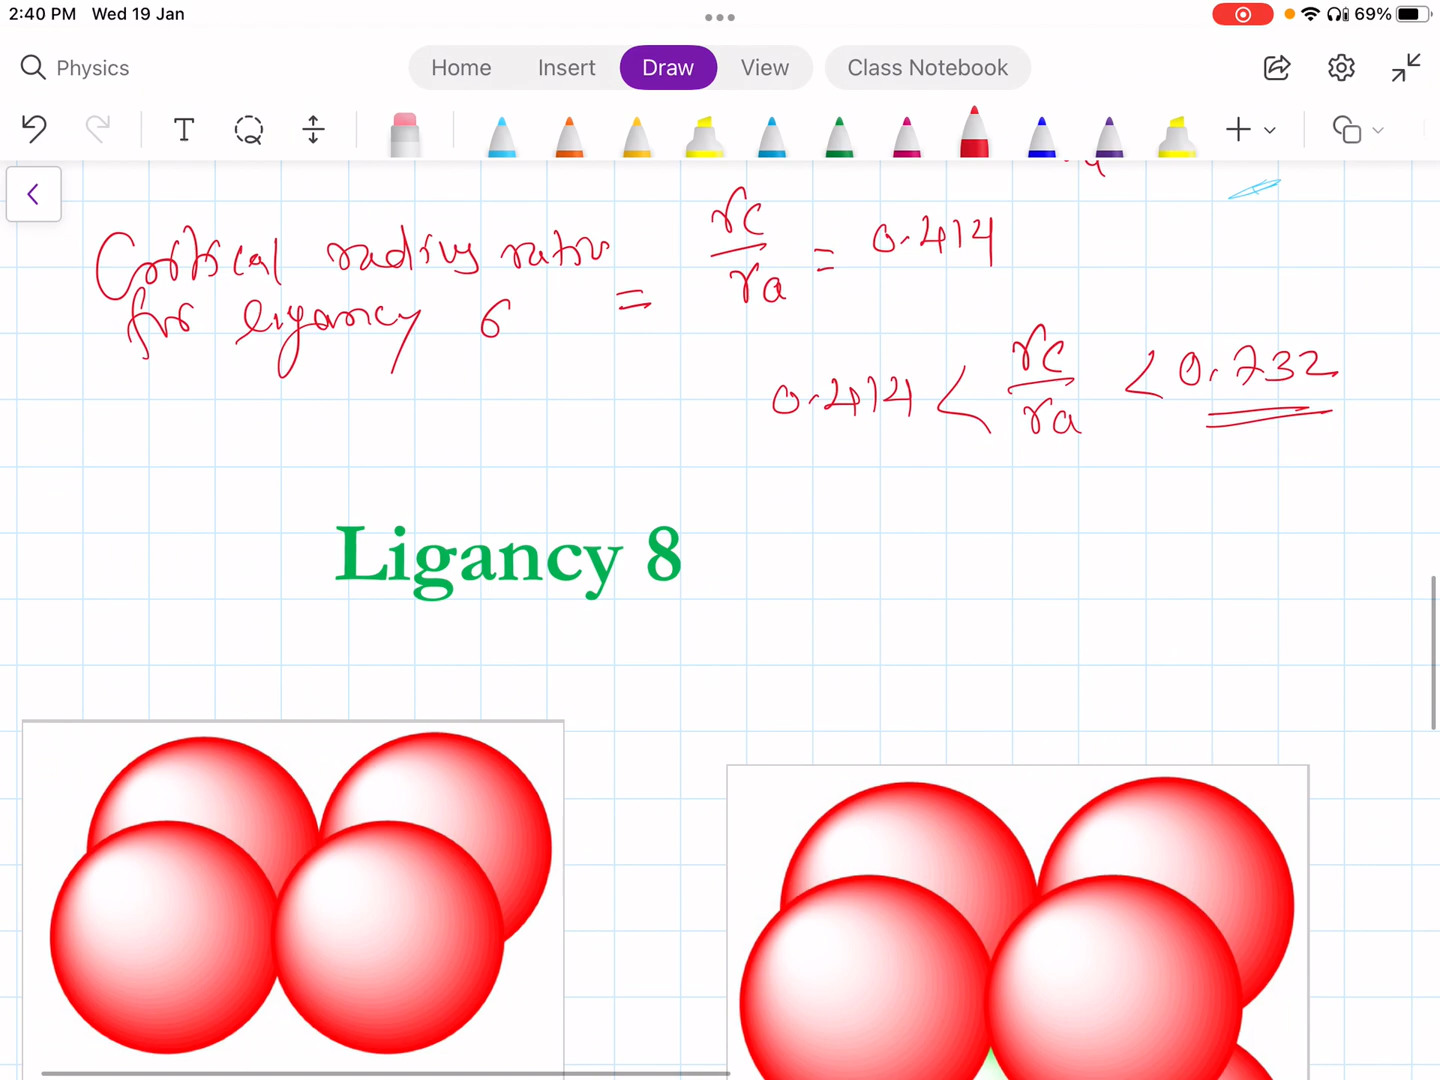 2:40 PM Wed 19 Jan
69%
Physics
Home Insert Draw View Class Notebook
T
Cortical radius ratio
for ligancy 6 = rc/ra = 0.414
0.414 < rc/ra < 0.732
Ligancy 8